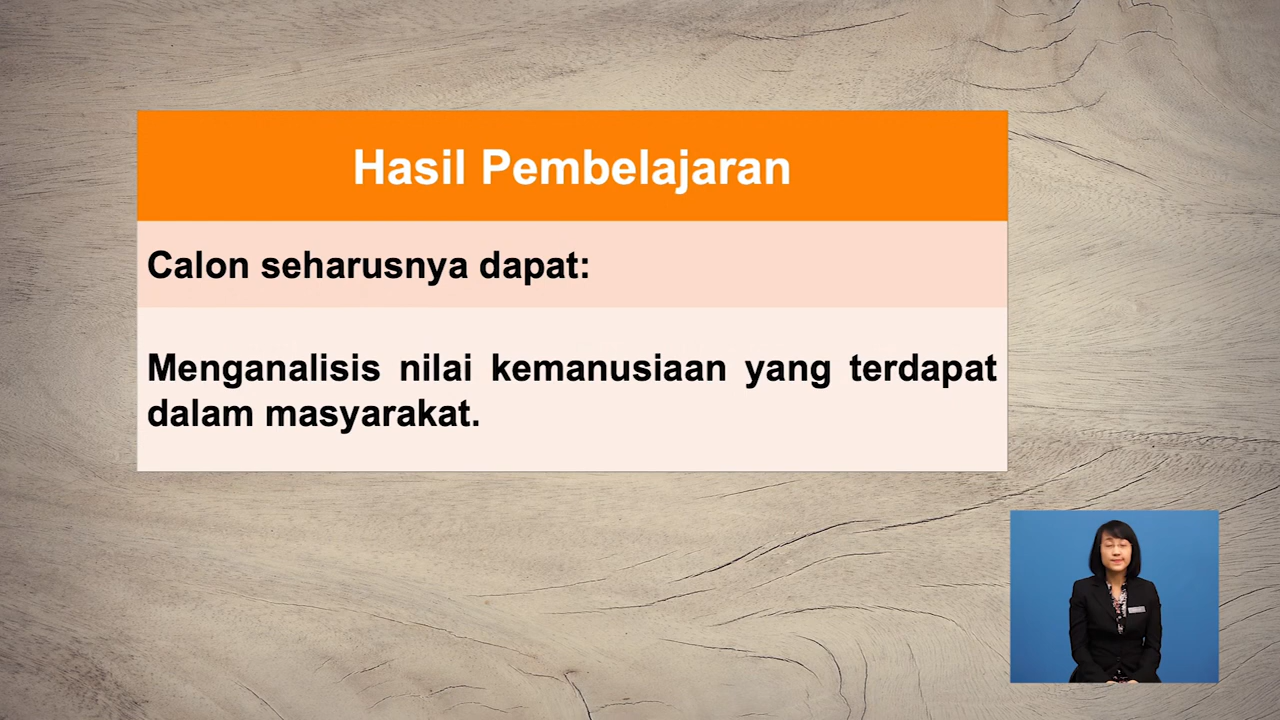 Hasil Pembelajaran
Calon seharusnya dapat:
Menganalisis nilai kemanusiaan yang terdapat
dalam masyarakat.